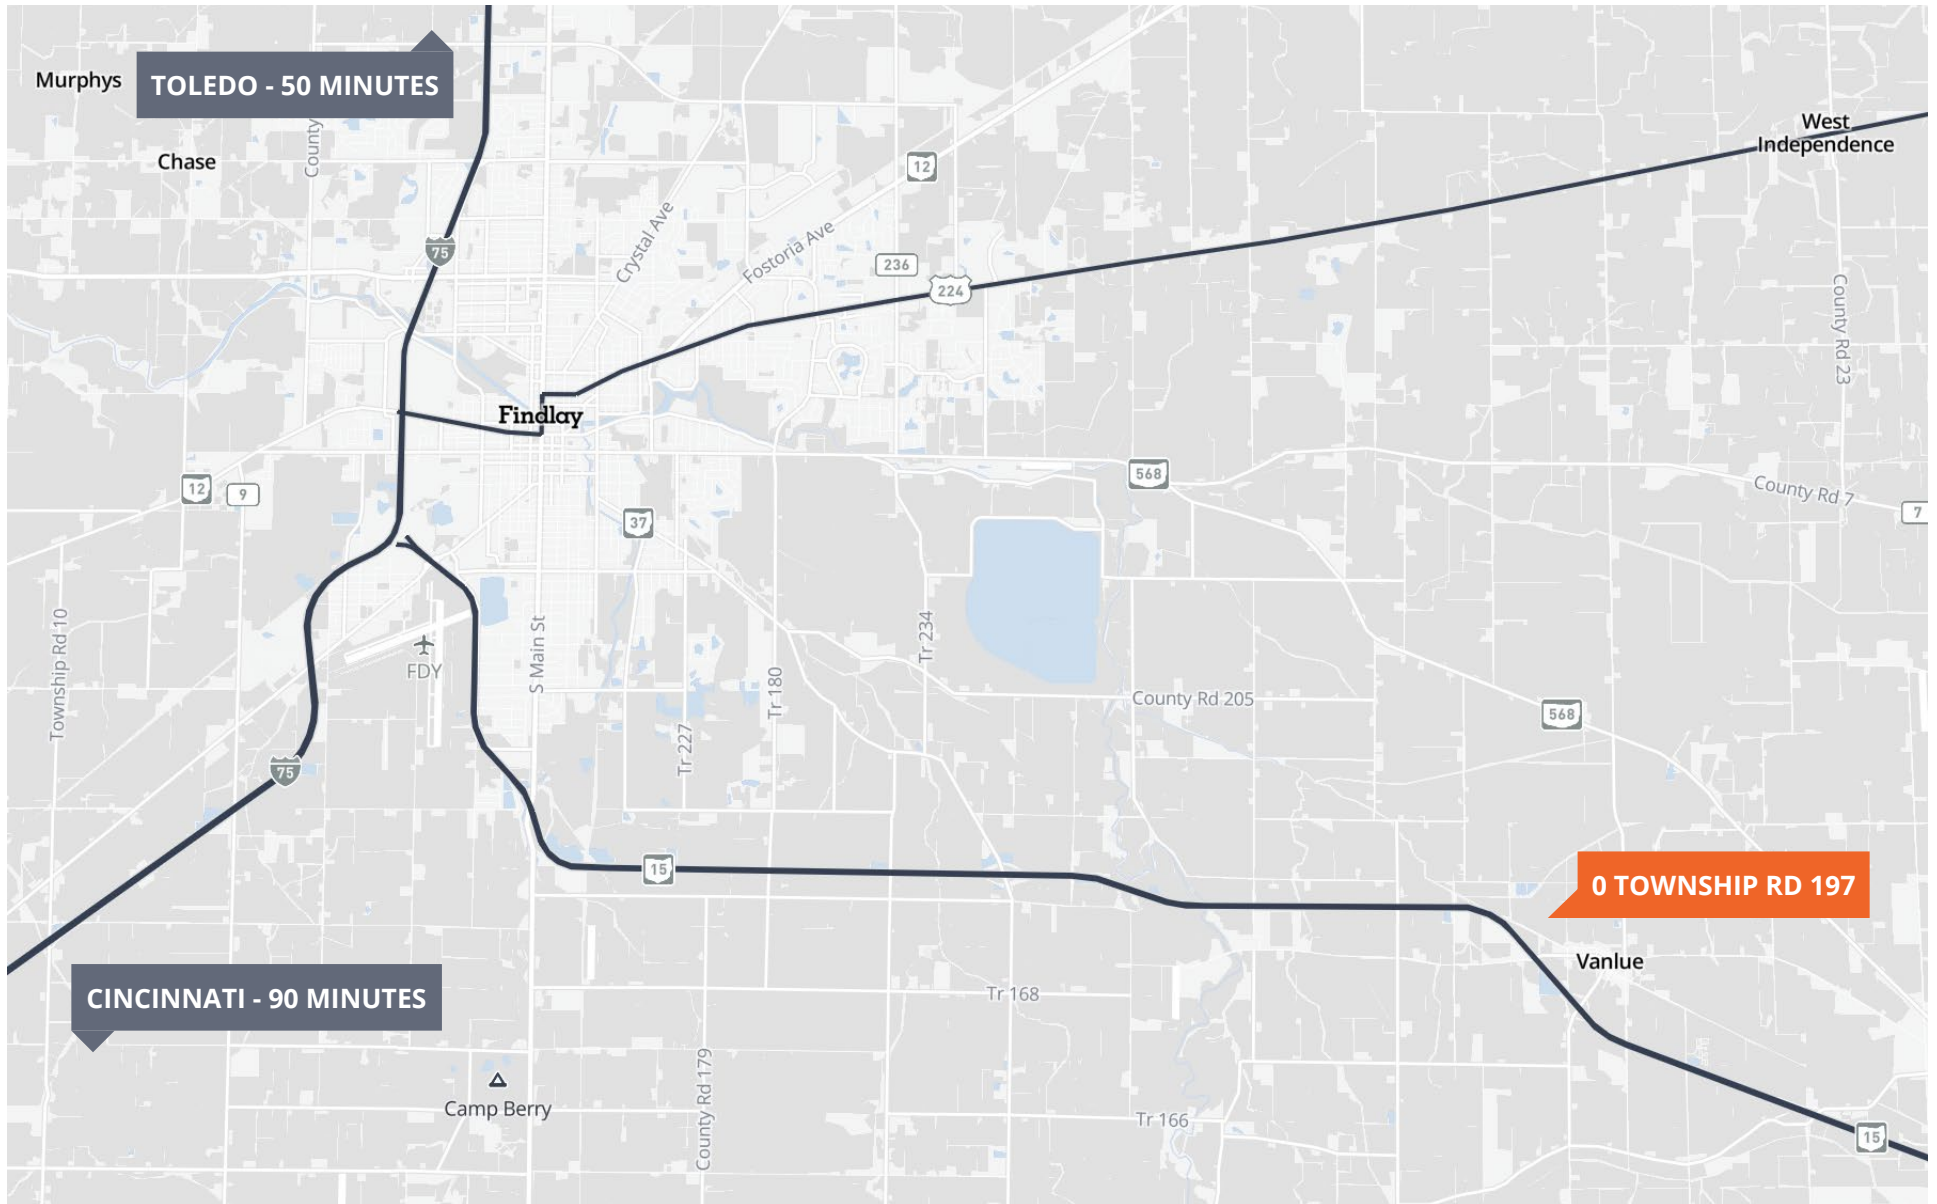 TOLEDO - 50 MINUTES
Murphys
Chase
County
West
Independence
12
75
Crystal Ave
Fostoria Ave
236
224
County Rd 23
Findlay
12
9
37
568
County Rd 7
7
Township Rd 10
FDY
S Main St
Tr 234
Tr 180
Tr 227
County Rd 205
568
75
15
0 TOWNSHIP RD 197
Vanlue
CINCINNATI - 90 MINUTES
Tr 168
Camp Berry
County Rd 179
Tr 166
15